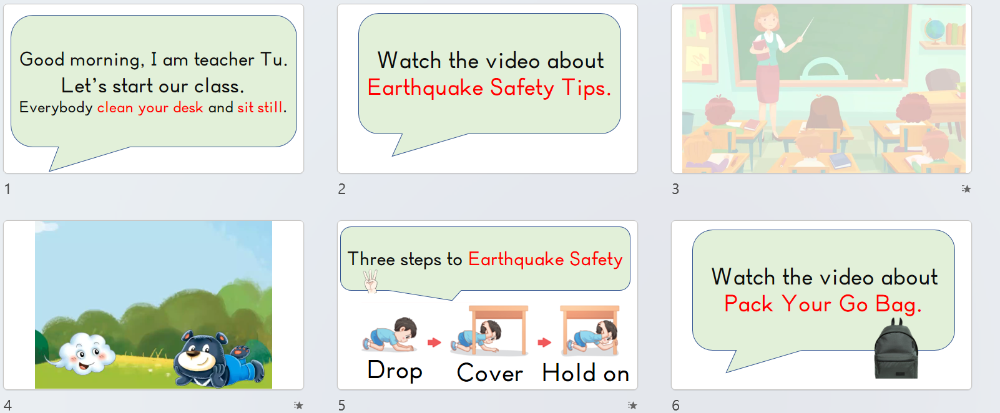 Good morning, I am teacher Tu.
Let's start our class.
Everybody clean your desk and sit still.
1
Watch the video about
Earthquake Safety Tips.
2
3
4
Three steps to Earthquake Safety
Drop
Cover
Hold on
5
Watch the video about
Pack Your Go Bag.
6